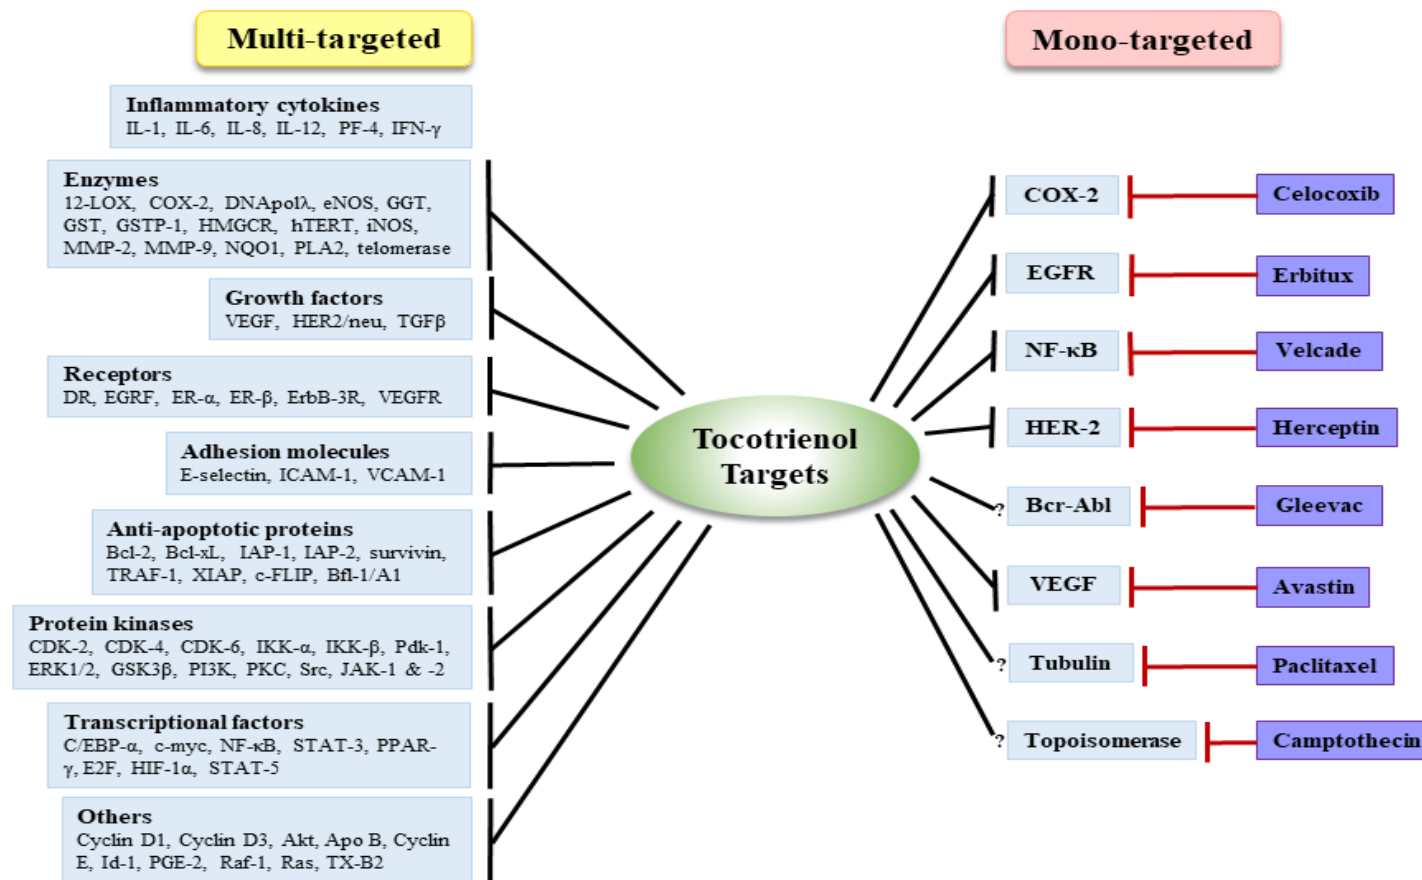 Multi-targeted
Inflammatory cytokines
IL-1, IL-6, IL-8, IL-12, PF-4, IFN-γ
Enzymes
12-LOX, COX-2, DNApolλ, eNOS, GGT,
GST, GSTP-1, HMGCR, hTERT, iNOS,
MMP-2, MMP-9, NQO1, PLA2, telomerase
Growth factors
VEGF, HER2/neu, TGFβ
Receptors
DR, EGRF, ER-α, ER-β, ErbB-3R, VEGFR
Adhesion molecules
E-selectin, ICAM-1, VCAM-1
Anti-apoptotic proteins
Bcl-2, Bcl-xL, IAP-1, IAP-2, survivin,
TRAF-1, XIAP, c-FLIP, Bfl-1/A1
Protein kinases
CDK-2, CDK-4, CDK-6, IKK-α, IKK-β, Pdk-1,
ERK1/2, GSK3β, PI3K, PKC, Src, JAK-1 & -2
Transcriptional factors
C/EBP-α, c-myc, NF-κB, STAT-3, PPAR-
γ, E2F, HIF-1α, STAT-5
Others
Cyclin D1, Cyclin D3, Akt, Apo B, Cyclin
E, Id-1, PGE-2, Raf-1, Ras, TX-B2
Tocotrienol
Targets
Mono-targeted
COX-2 Celocoxib
EGFR Erbitux
NF-κB Velcade
HER-2 Herceptin
? Bcr-Abl Gleevac
VEGF Avastin
? Tubulin Paclitaxel
? Topoisomerase Camptothecin